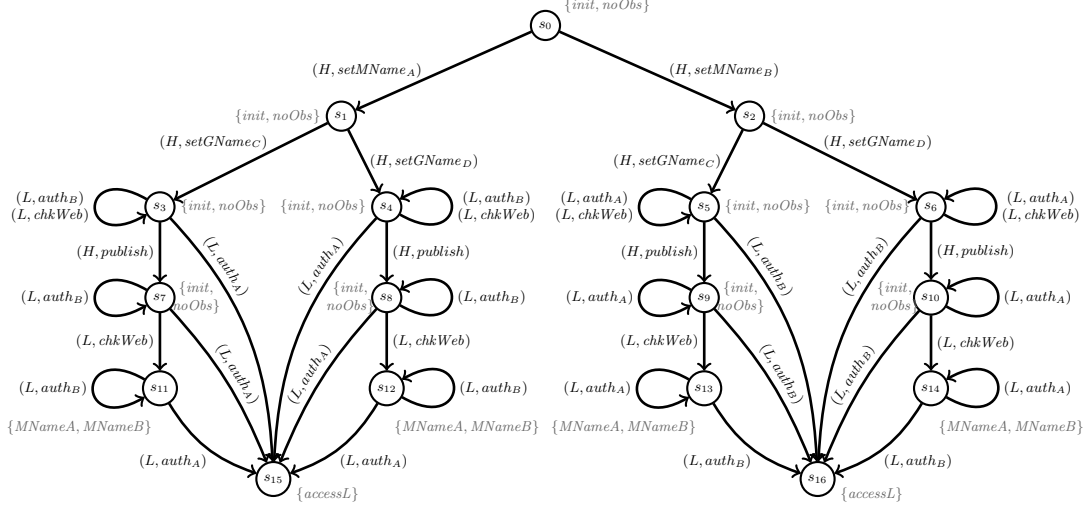 {init, noObs}
s0
(H, setMName_A)
(H, setMName_B)
{init, noObs}
s1
s2
{init, noObs}
(H, setGName_C)
(H, setGName_D)
(H, setGName_C)
(H, setGName_D)
(L, auth_B)
(L, chkWeb)
s3
{init, noObs}
{init, noObs}
s4
(L, auth_B)
(L, chkWeb)
(L, auth_A)
(L, chkWeb)
s5
{init, noObs}
{init, noObs}
s6
(L, auth_A)
(L, chkWeb)
(H, publish)
(L, auth_A)
(L, auth_A)
(H, publish)
(H, publish)
(L, auth_B)
(L, auth_B)
(H, publish)
(L, auth_B)
s7
{init,
noObs}
{init,
noObs}
s8
(L, auth_B)
(L, auth_A)
s9
{init,
noObs}
{init,
noObs}
s10
(L, auth_A)
(L, chkWeb)
(L, auth_A)
(L, auth_A)
(L, chkWeb)
(L, chkWeb)
(L, auth_B)
(L, auth_B)
(L, chkWeb)
(L, auth_B)
s11
s12
(L, auth_B)
(L, auth_A)
s13
s14
(L, auth_A)
{MNameA, MNameB}
{MNameA, MNameB}
{MNameA, MNameB}
{MNameA, MNameB}
(L, auth_A)
(L, auth_A)
(L, auth_B)
(L, auth_B)
s15
{accessL}
s16
{accessL}